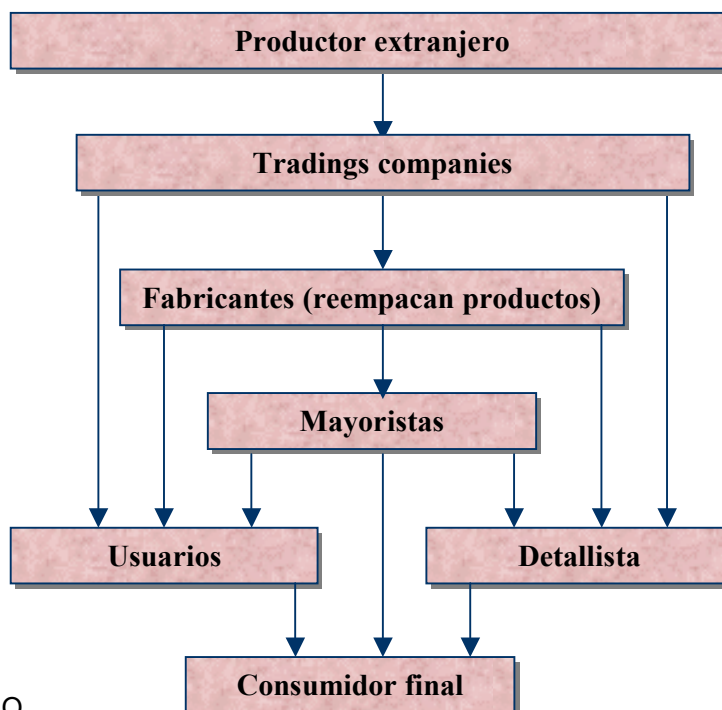 Productor extranjero
Tradings companies
Fabricantes (reempacan productos)
Mayoristas
Usuarios
Detallista
Consumidor final
O